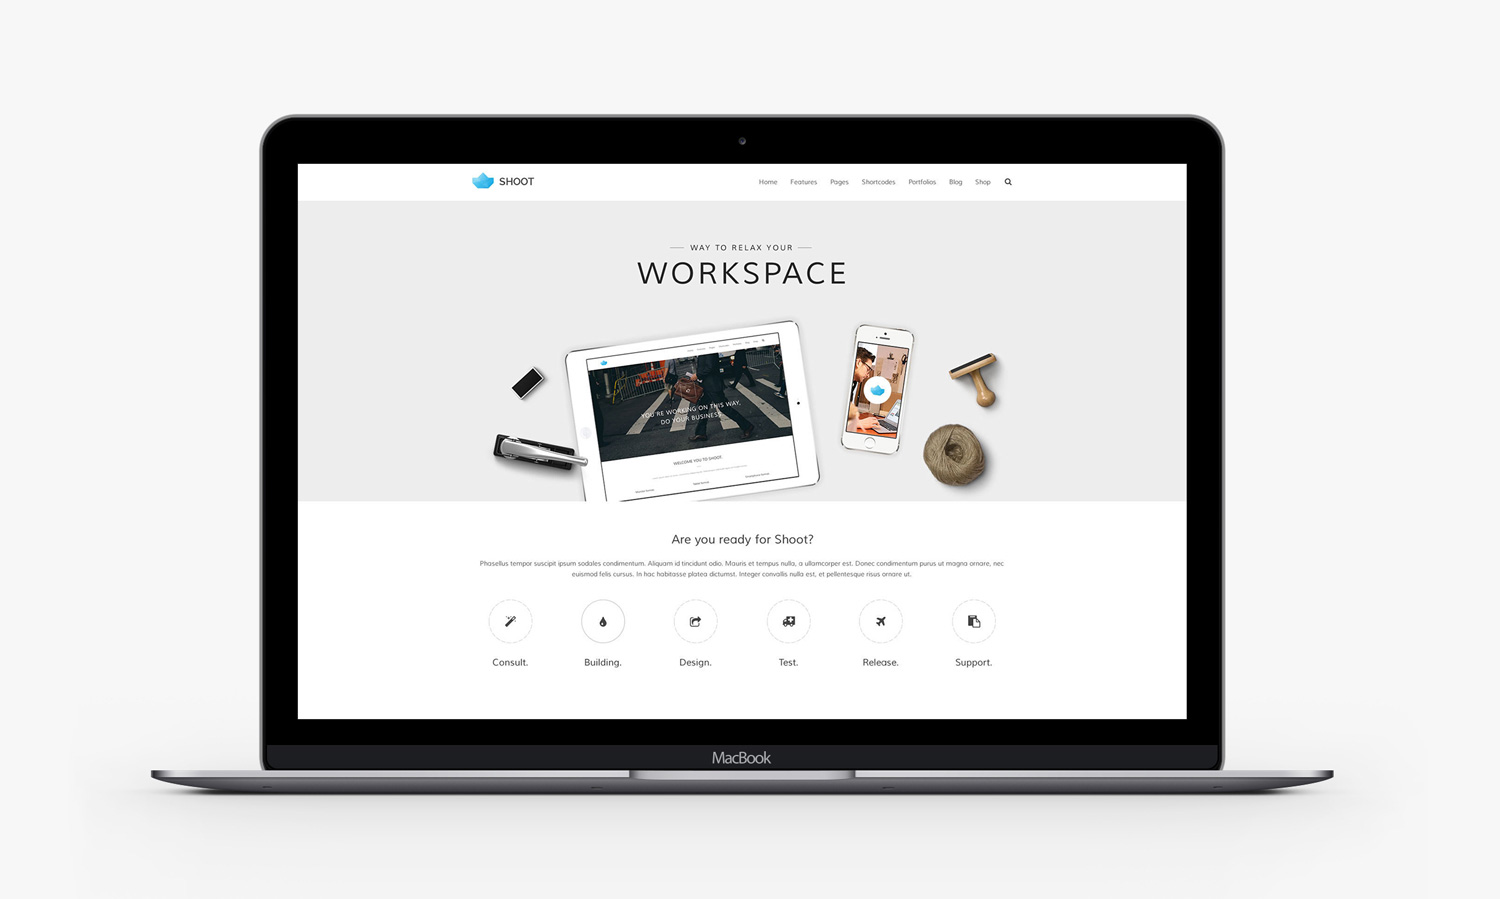 SHOOT
Home Features Pages Shortcodes Portfolios Blog Shop
WAY TO RELAX YOUR
WORKSPACE
YOU'RE WORKING ON THIS WAY,
DO YOUR BUSINESS
WELCOME YOU TO SHOOT
Are you ready for Shoot?
Phasellus tempor suscipit ipsum sodales condimentum. Aliquam id tincidunt odio. Mauris et tempus nulla, a ullamcorper est. Donec condimentum purus ut magna ornare, nec
euismod felis cursus. In hac habitasse platea dictumst. Integer convallis nulla est, et pellentesque risus ornare ut.
Consult. Building. Design. Test. Release. Support.
MacBook